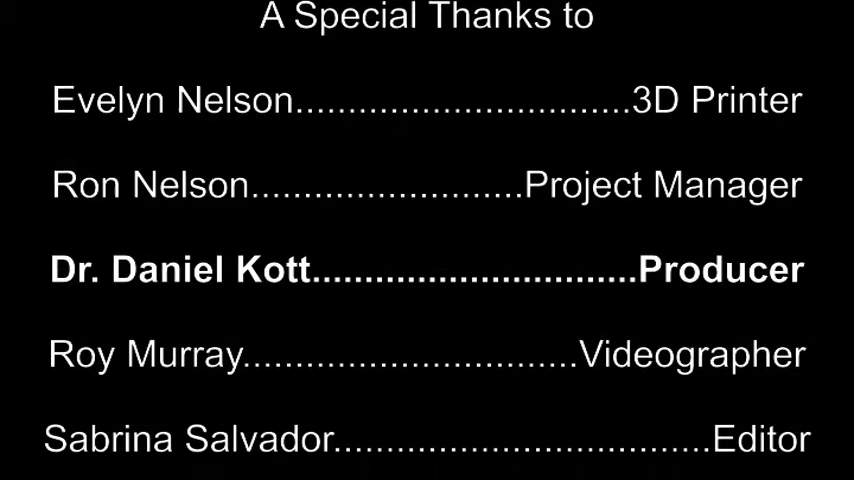 A Special Thanks to
Evelyn Nelson................................3D Printer
Ron Nelson..........................Project Manager
Dr. Daniel Kott...............................Producer
Roy Murray................................Videographer
Sabrina Salvador....................................Editor